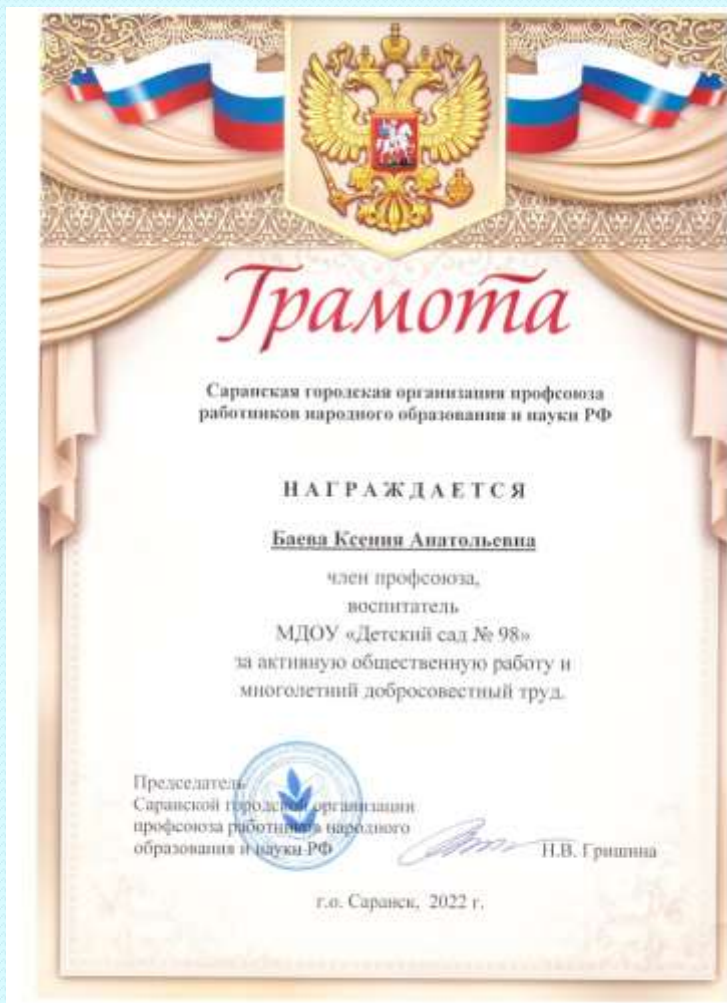 Грамота
Саранская городская организация профсоюза
работников народного образования и науки РФ
НАГРАЖДАЕТСЯ
Баева Ксения Анатольевна
член профсоюза,
воспитатель
МДОУ «Детский сад № 98»
за активную общественную работу и
многолетний добросовестный труд.
Председатель
Саранской городской организации
профсоюза работников народного
образования и науки РФ
Н.В. Гришина
г.о. Саранск, 2022 г.